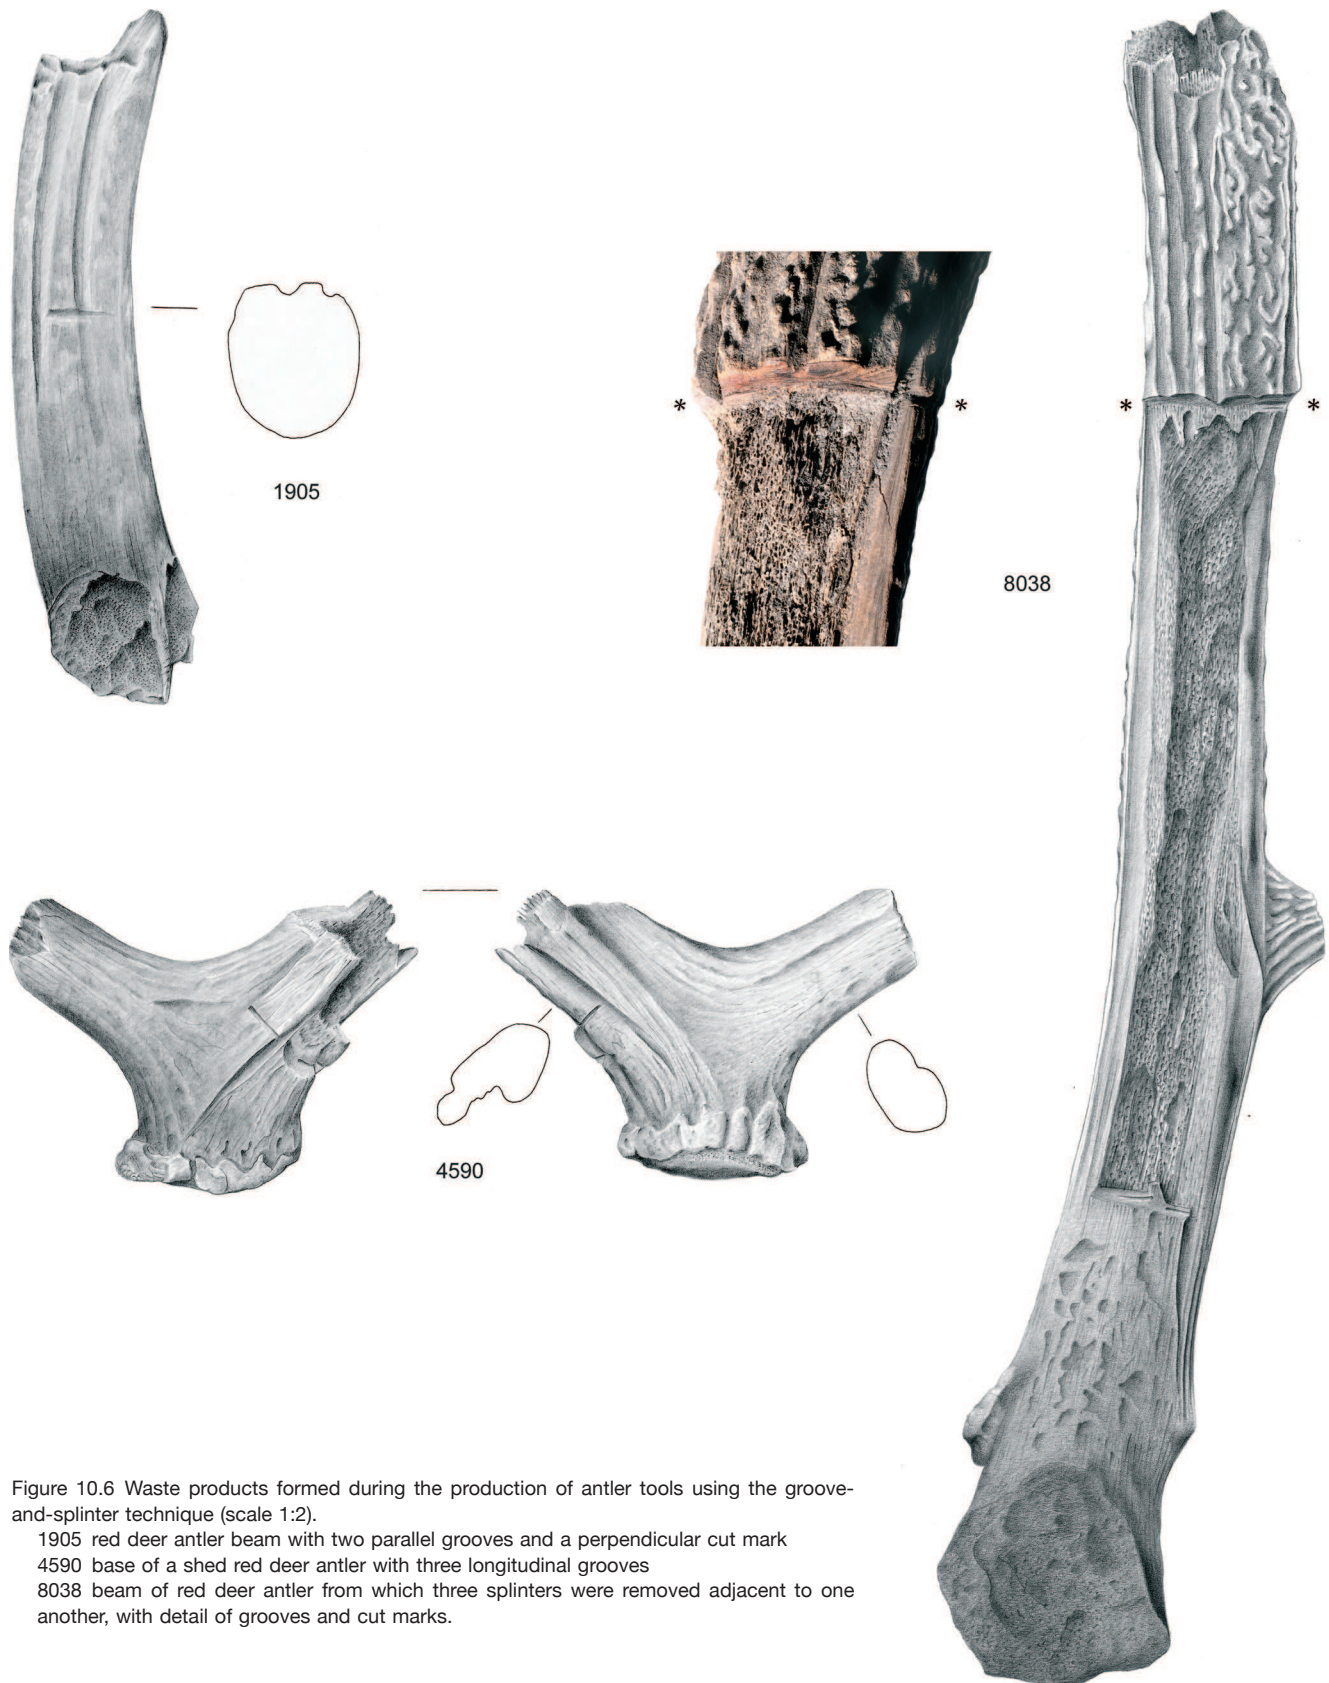 1905
*
*
*
*
8038
4590
Figure 10.6 Waste products formed during the production of antler tools using the groove-
and-splinter technique (scale 1:2).
1905 red deer antler beam with two parallel grooves and a perpendicular cut mark
4590 base of a shed red deer antler with three longitudinal grooves
8038 beam of red deer antler from which three splinters were removed adjacent to one
another, with detail of grooves and cut marks.